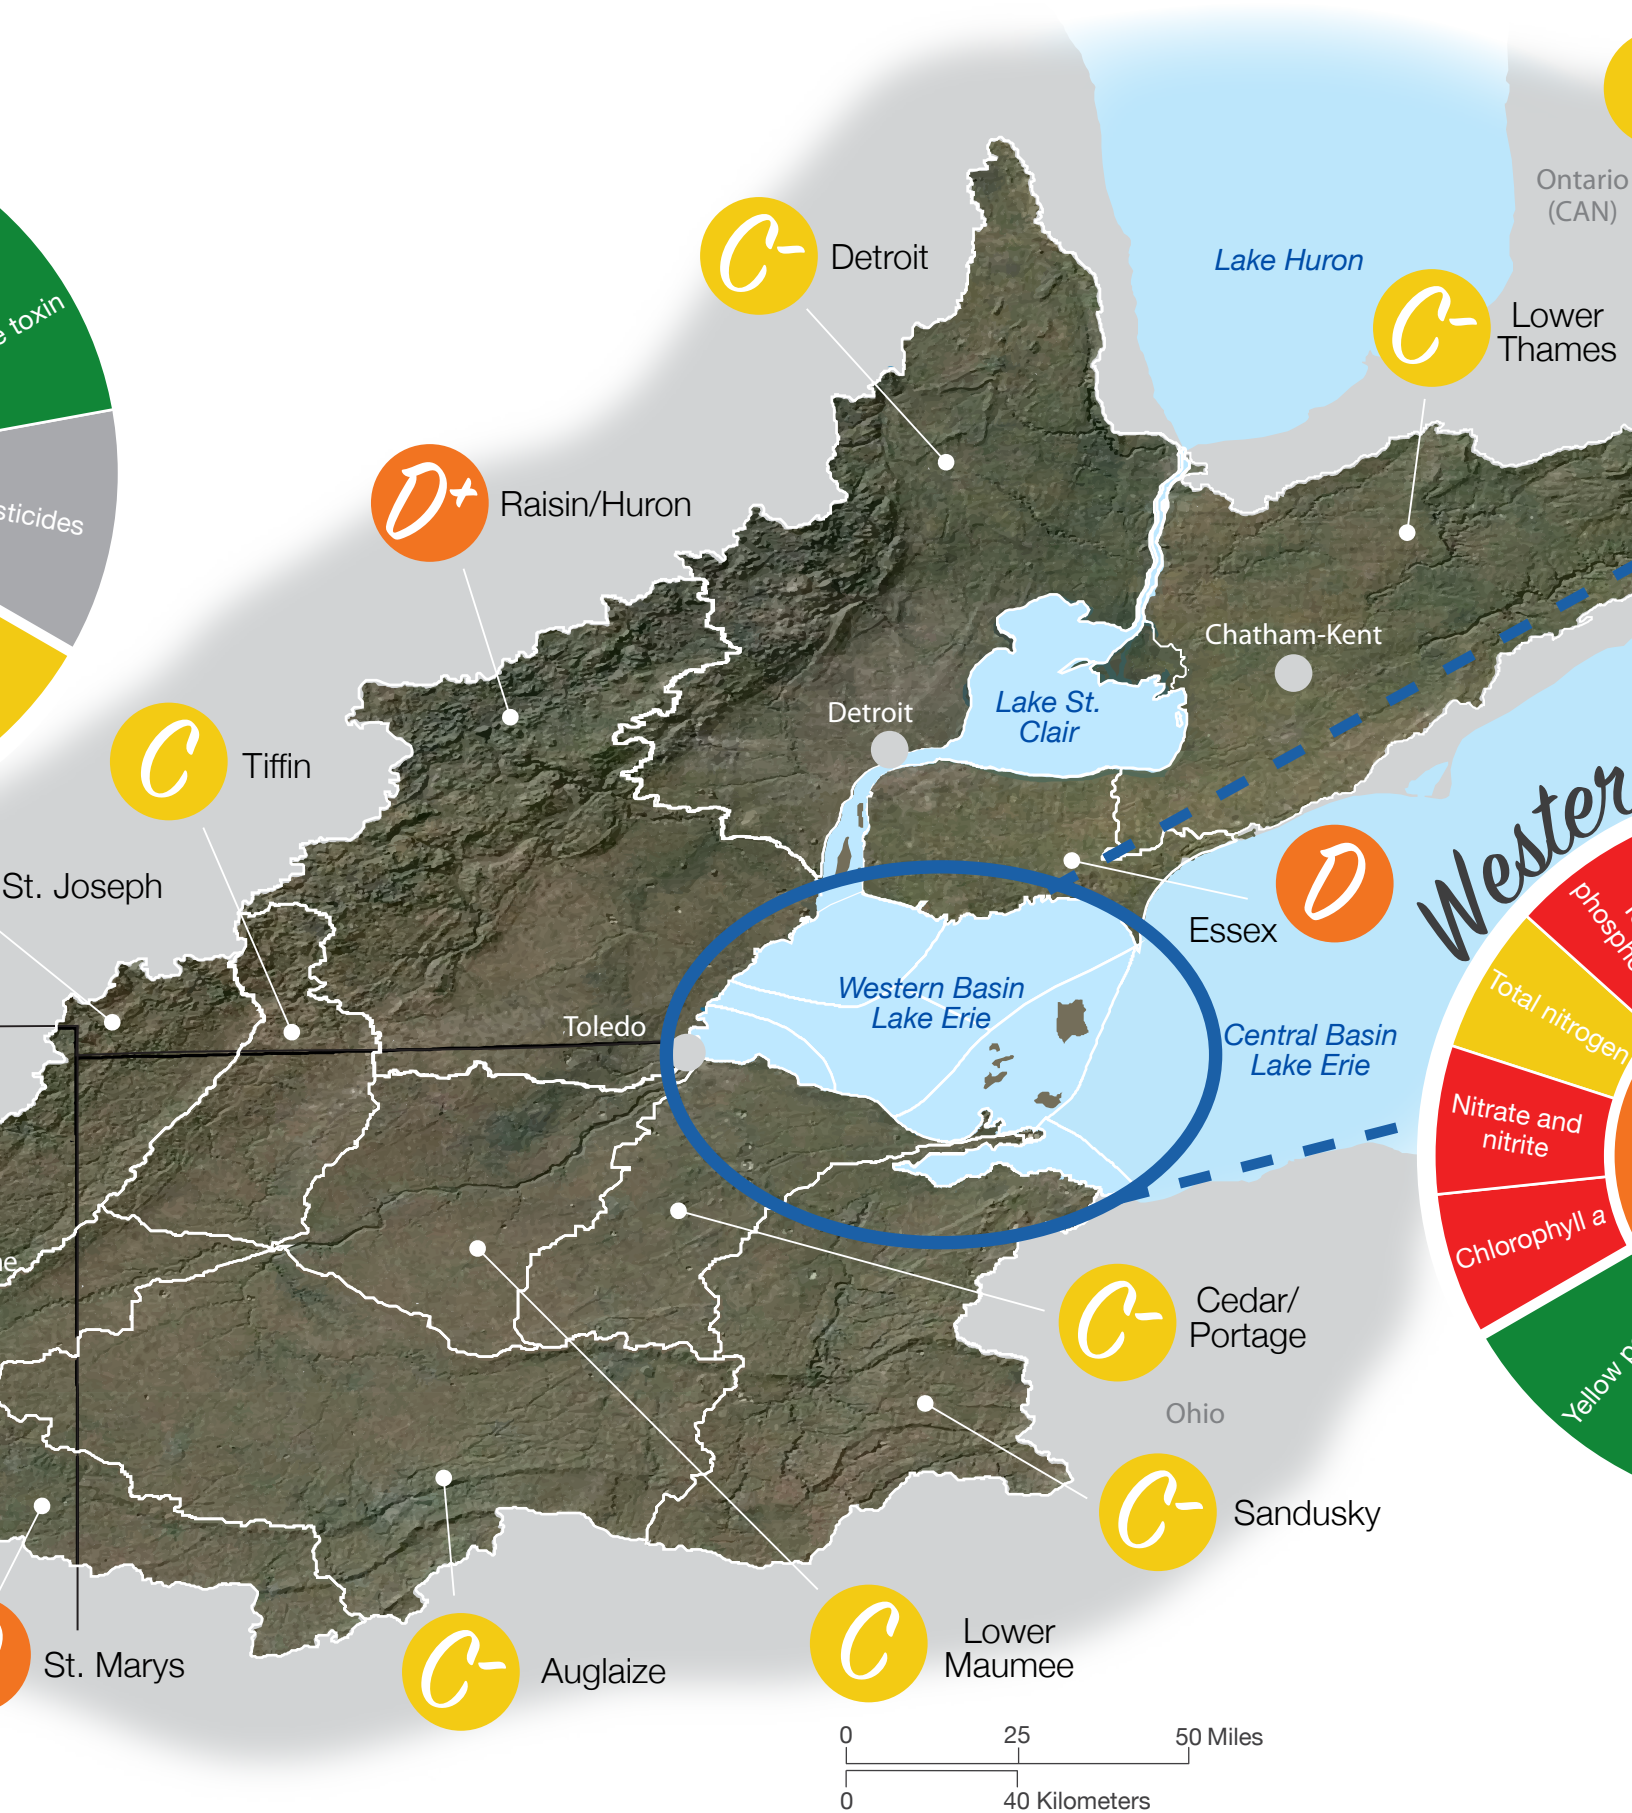 Ontario
(CAN)
Lake Huron
C- Detroit
C- Lower
Thames
toxin
D+ Raisin/Huron
Chatham-Kent
Lake St.
Clair
Detroit
C Tiffin
St. Joseph
D
Essex
Western Basin
Lake Erie
Toledo
Central Basin
Lake Erie
Total nitrogen
Nitrate and
nitrite
Chlorophyll a
Yellow
C- Cedar/
Portage
Ohio
C- Sandusky
C Lower
Maumee
C- Auglaize
St. Marys
0 25 50 Miles
0 40 Kilometers